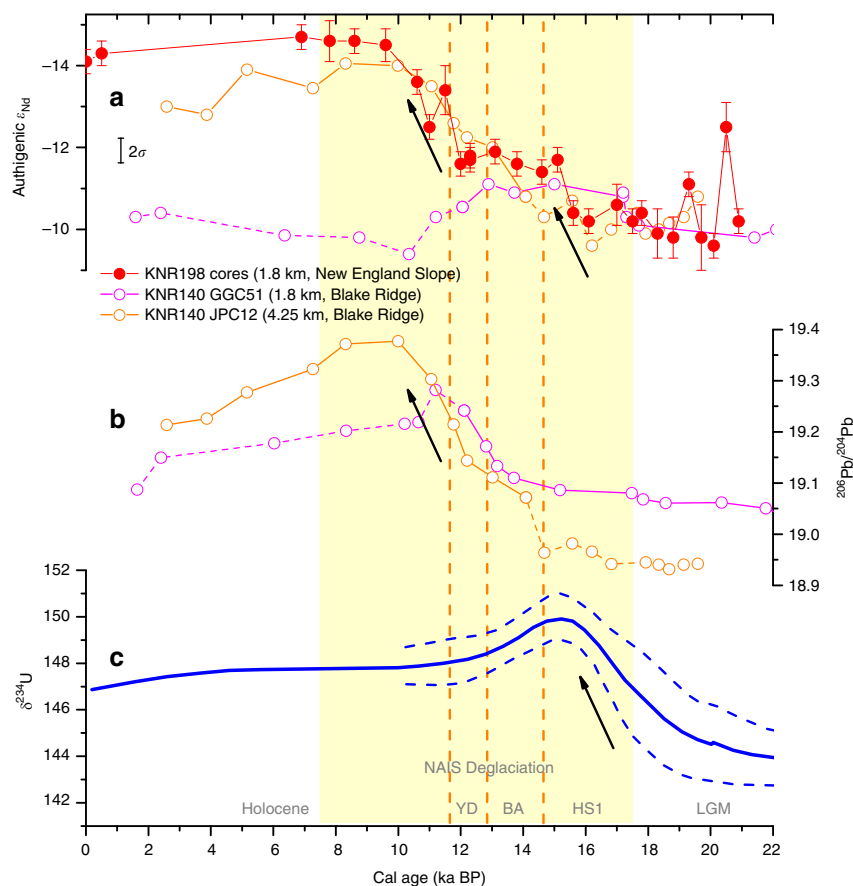 a
Authigenic εNd
−14
−12
−10
2σ
KNR198 cores (1.8 km, New England Slope)
KNR140 GGC51 (1.8 km, Blake Ridge)
KNR140 JPC12 (4.25 km, Blake Ridge)
b
19.4
19.3
19.2
19.1
19.0
18.9
206Pb/204Pb
c
δ234U
152
150
148
146
144
142
NAIS Deglaciation
Holocene YD BA HS1 LGM
0 2 4 6 8 10 12 14 16 18 20 22
Cal age (ka BP)